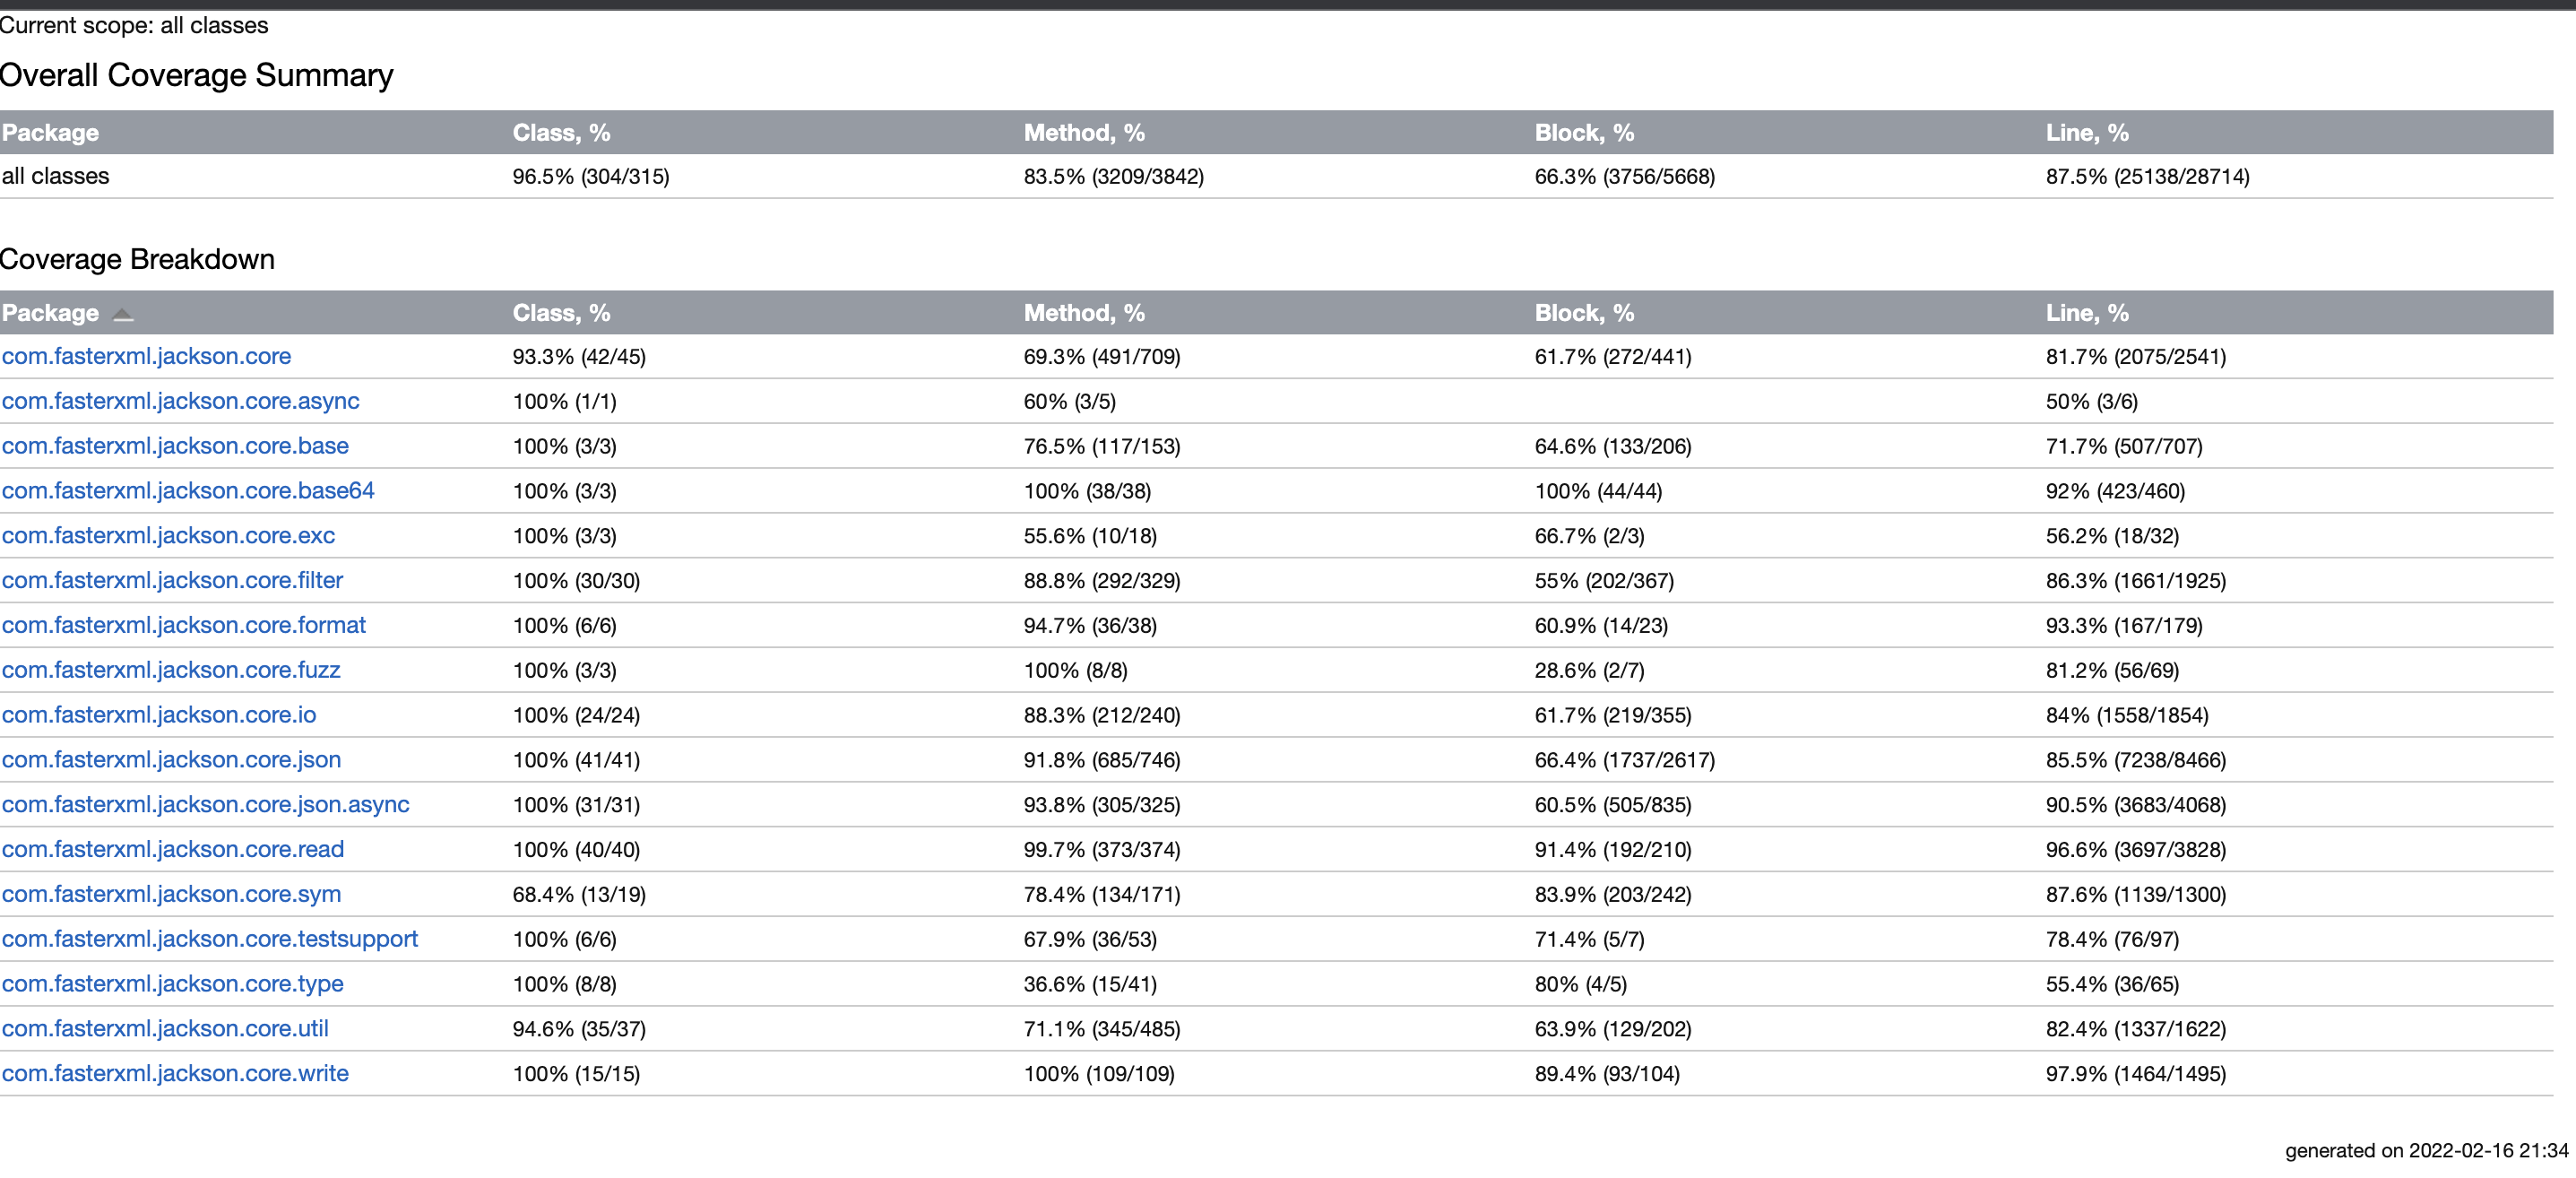 Current scope: all classes
Overall Coverage Summary
Package Class, % Method, % Block, % Line, %
all classes 96.5% (304/315) 83.5% (3209/3842) 66.3% (3756/5668) 87.5% (25138/28714)
Coverage Breakdown
Package Class, % Method, % Block, % Line, %
com.fasterxml.jackson.core 93.3% (42/45) 69.3% (491/709) 61.7% (272/441) 81.7% (2075/2541)
com.fasterxml.jackson.core.async 100% (1/1) 60% (3/5) 50% (3/6)
com.fasterxml.jackson.core.base 100% (3/3) 76.5% (117/153) 64.6% (133/206) 71.7% (507/707)
com.fasterxml.jackson.core.base64 100% (3/3) 100% (38/38) 100% (44/44) 92% (423/460)
com.fasterxml.jackson.core.exc 100% (3/3) 55.6% (10/18) 66.7% (2/3) 56.2% (18/32)
com.fasterxml.jackson.core.filter 100% (30/30) 88.8% (292/329) 55% (202/367) 86.3% (1661/1925)
com.fasterxml.jackson.core.format 100% (6/6) 94.7% (36/38) 60.9% (14/23) 93.3% (167/179)
com.fasterxml.jackson.core.fuzz 100% (3/3) 100% (8/8) 28.6% (2/7) 81.2% (56/69)
com.fasterxml.jackson.core.io 100% (24/24) 88.3% (212/240) 61.7% (219/355) 84% (1558/1854)
com.fasterxml.jackson.core.json 100% (41/41) 91.8% (685/746) 66.4% (1737/2617) 85.5% (7238/8466)
com.fasterxml.jackson.core.json.async 100% (31/31) 93.8% (305/325) 60.5% (505/835) 90.5% (3683/4068)
com.fasterxml.jackson.core.read 100% (40/40) 99.7% (373/374) 91.4% (192/210) 96.6% (3697/3828)
com.fasterxml.jackson.core.sym 68.4% (13/19) 78.4% (134/171) 83.9% (203/242) 87.6% (1139/1300)
com.fasterxml.jackson.core.testsupport 100% (6/6) 67.9% (36/53) 71.4% (5/7) 78.4% (76/97)
com.fasterxml.jackson.core.type 100% (8/8) 36.6% (15/41) 80% (4/5) 55.4% (36/65)
com.fasterxml.jackson.core.util 94.6% (35/37) 71.1% (345/485) 63.9% (129/202) 82.4% (1337/1622)
com.fasterxml.jackson.core.write 100% (15/15) 100% (109/109) 89.4% (93/104) 97.9% (1464/1495)
generated on 2022-02-16 21:34